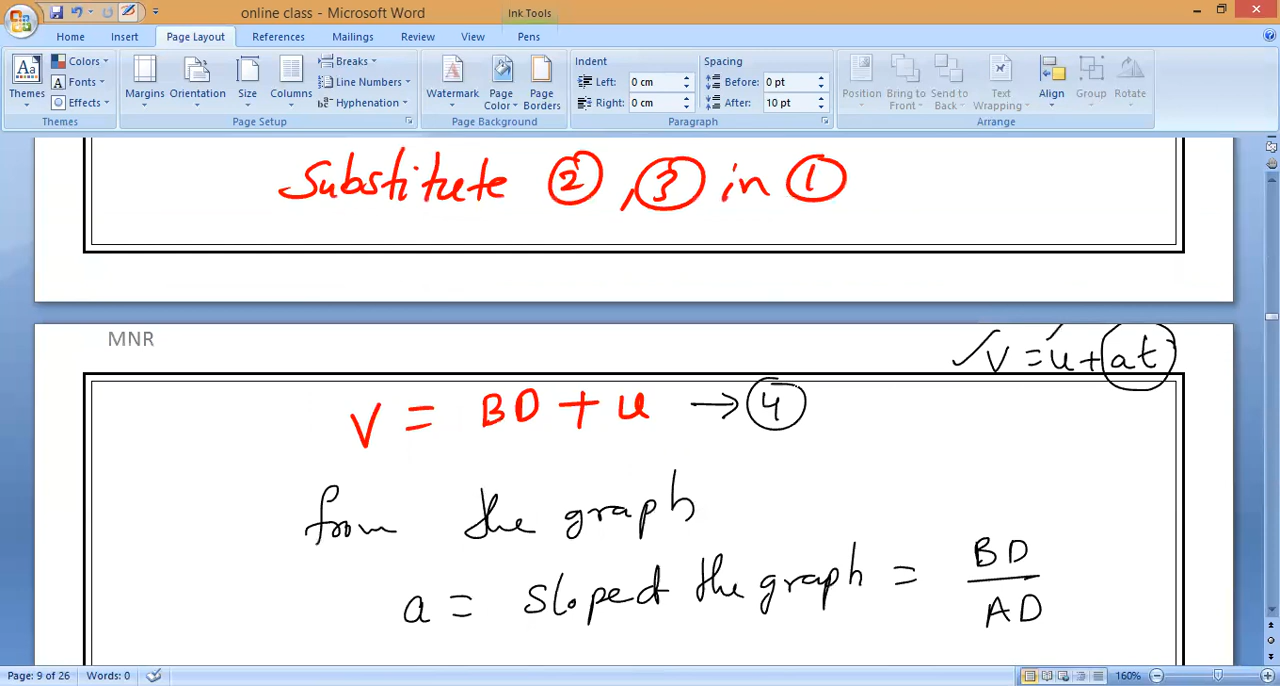 online class - Microsoft Word
Ink Tools
Home Insert Page Layout References Mailings Review View Pens
Themes
Colors
Fonts
Effects
Themes
Margins
Orientation
Size
Columns
Breaks
Line Numbers
Hyphenation
Page Setup
Watermark
Page Color
Page Borders
Page Background
Indent
Left: 0 cm
Right: 0 cm
Spacing
Before: 0 pt
After: 10 pt
Paragraph
Position
Bring to Front
Send to Back
Text Wrapping
Align
Group
Rotate
Arrange
Substitute 2 , 3 in 1
MNR
✓ V = u + at
V = BD + u → 4
from the graph
a = slope of the graph = BD / AD
Page: 9 of 26 Words: 0
160%